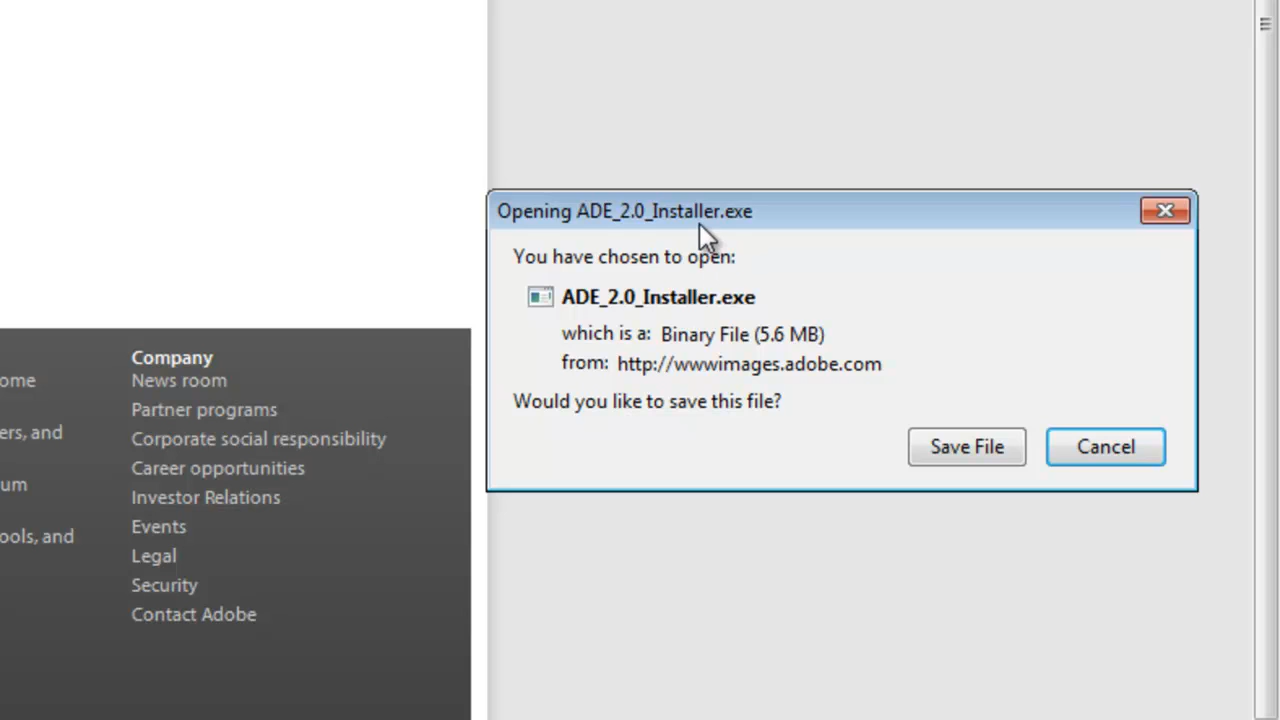 Opening ADE_2.0_Installer.exe
You have chosen to open:
ADE_2.0_Installer.exe
which is a: Binary File (5.6 MB)
from: http://wwwimages.adobe.com
Would you like to save this file?
Save File
Cancel
ome
ers, and
um
ools, and
Company
News room
Partner programs
Corporate social responsibility
Career opportunities
Investor Relations
Events
Legal
Security
Contact Adobe